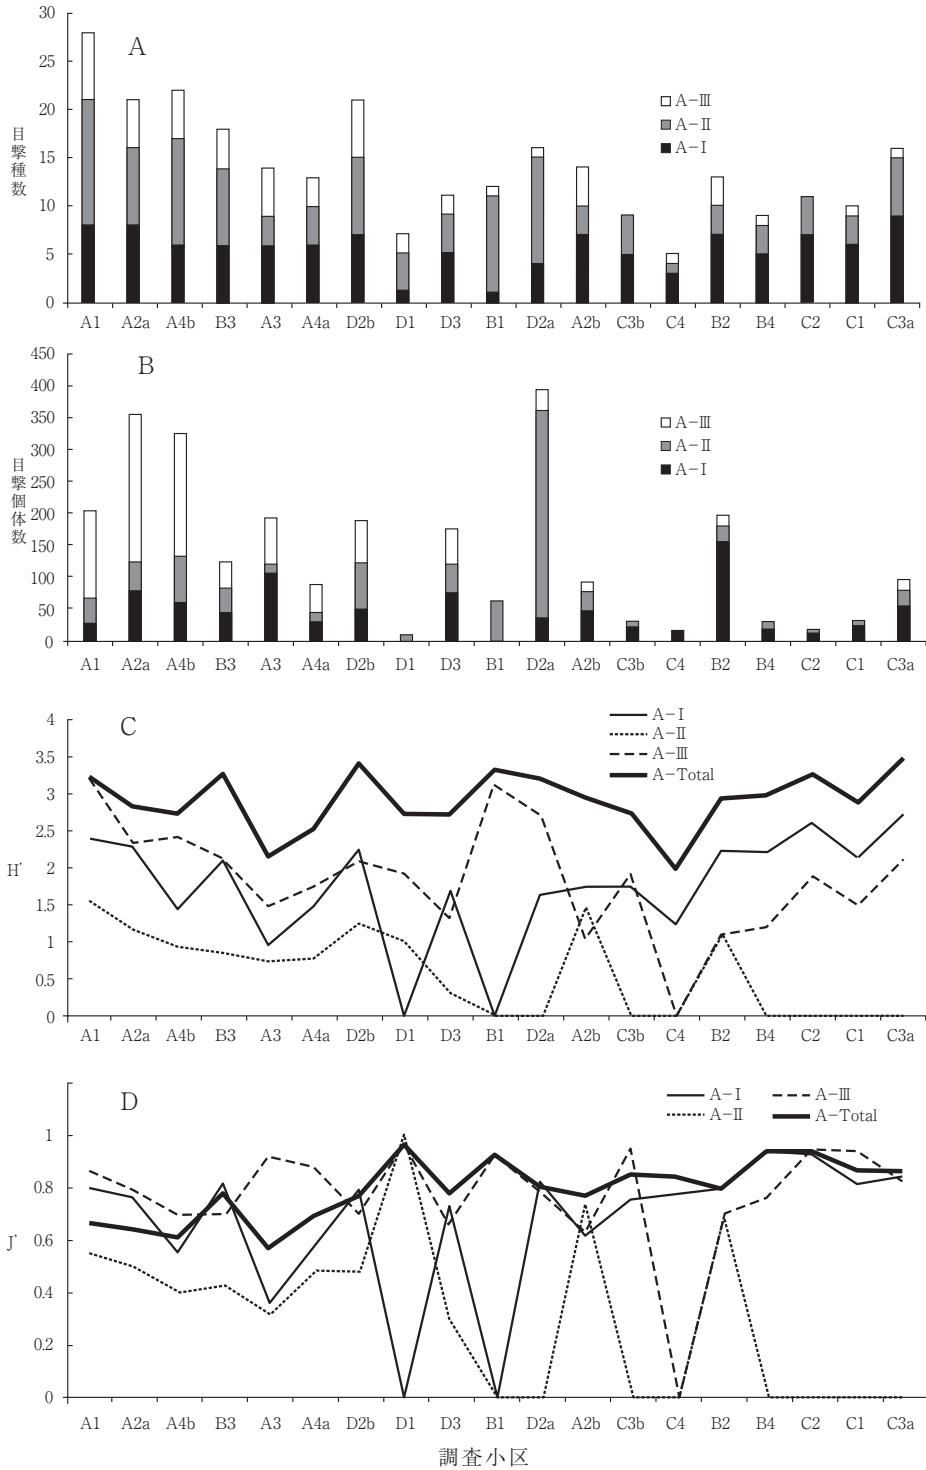 A
30
25
20
15
10
5
0
目撃種数
A-Ⅲ
A-Ⅱ
A-Ⅰ
A1 A2a A4b B3 A3 A4a D2b D1 D3 B1 D2a A2b C3b C4 B2 B4 C2 C1 C3a
B
450
400
350
300
250
200
150
100
50
0
目撃個体数
A-Ⅲ
A-Ⅱ
A-Ⅰ
A1 A2a A4b B3 A3 A4a D2b D1 D3 B1 D2a A2b C3b C4 B2 B4 C2 C1 C3a
C
4
3.5
3
2.5
2
1.5
1
0.5
0
H'
A-Ⅰ
A-Ⅱ
A-Ⅲ
A-Total
A1 A2a A4b B3 A3 A4a D2b D1 D3 B1 D2a A2b C3b C4 B2 B4 C2 C1 C3a
D
1
0.8
0.6
0.4
0.2
0
J'
A-Ⅰ A-Ⅲ
A-Ⅱ A-Total
A1 A2a A4b B3 A3 A4a D2b D1 D3 B1 D2a A2b C3b C4 B2 B4 C2 C1 C3a
調査小区